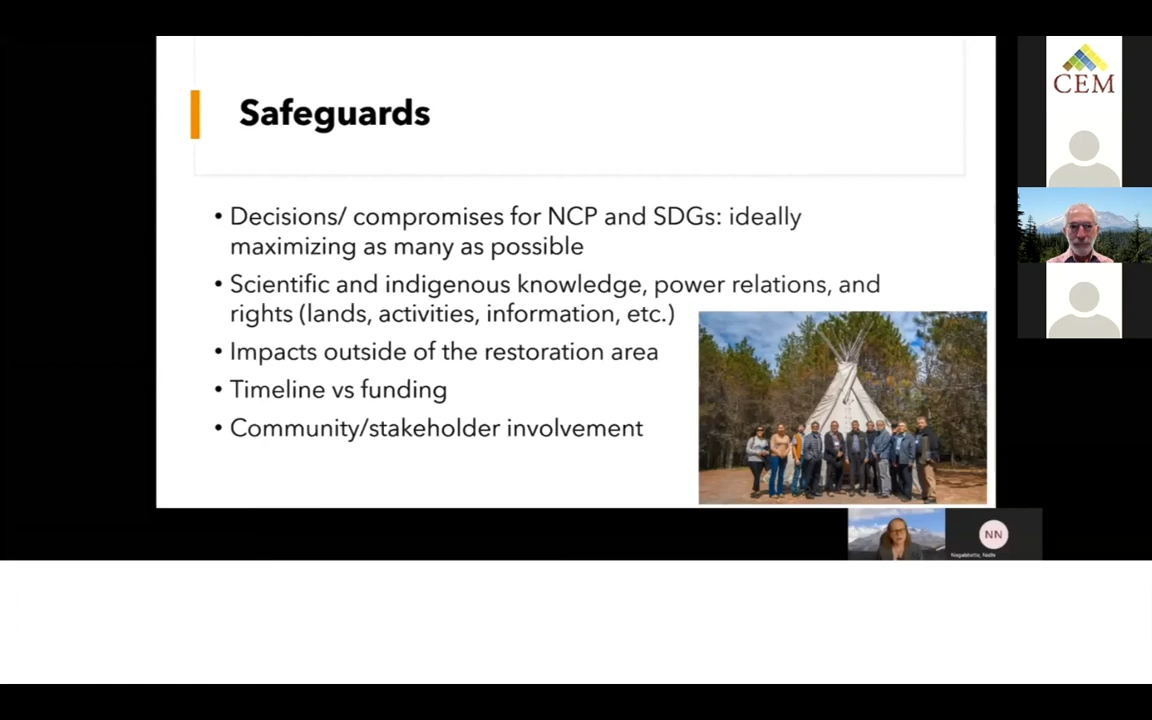 Safeguards
• Decisions/ compromises for NCP and SDGs: ideally
maximizing as many as possible
• Scientific and indigenous knowledge, power relations, and
rights (lands, activities, information, etc.)
• Impacts outside of the restoration area
• Timeline vs funding
• Community/stakeholder involvement
CEM
NN